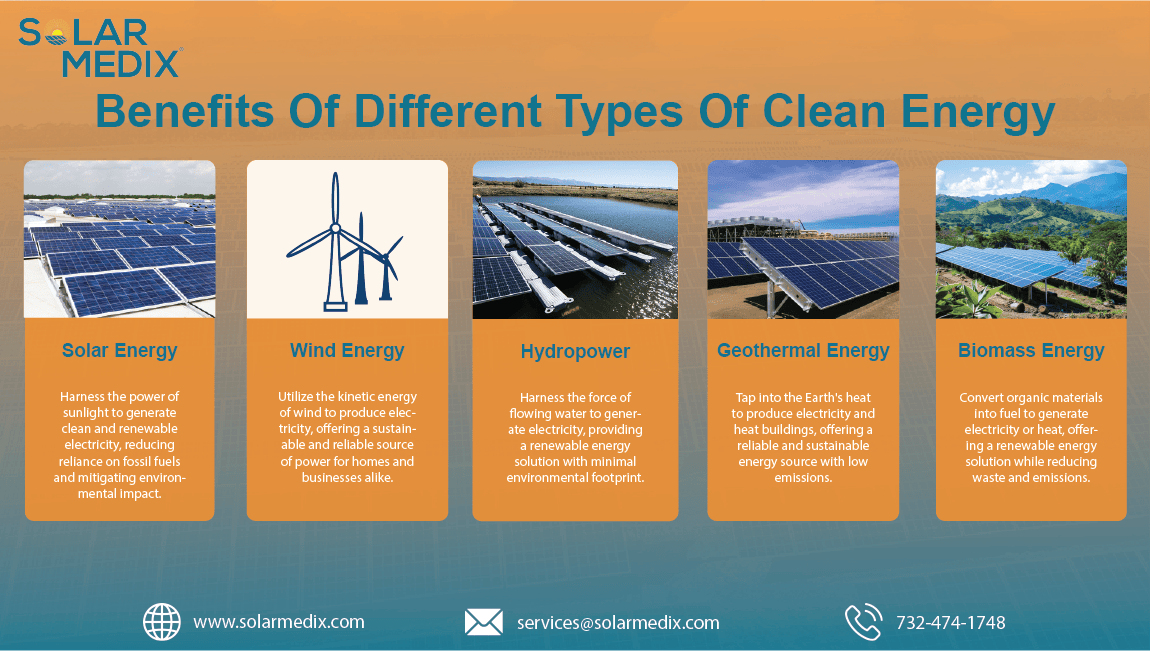 SOLAR
MEDIX®
Benefits Of Different Types Of Clean Energy
Solar Energy
Harness the power of
sunlight to generate
clean and renewable
electricity, reducing
reliance on fossil fuels
and mitigating environ-
mental impact.
Wind Energy
Utilize the kinetic energy
of wind to produce elec-
tricity, offering a sustain-
able and reliable source
of power for homes and
businesses alike.
Hydropower
Harness the force of
flowing water to gener-
ate electricity, providing
a renewable energy
solution with minimal
environmental footprint.
Geothermal Energy
Tap into the Earth's heat
to produce electricity and
heat buildings, offering a
reliable and sustainable
energy source with low
emissions.
Biomass Energy
Convert organic materials
into fuel to generate
electricity or heat, offer-
ing a renewable energy
solution while reducing
waste and emissions.
www.solarmedix.com
services@solarmedix.com
732-474-1748